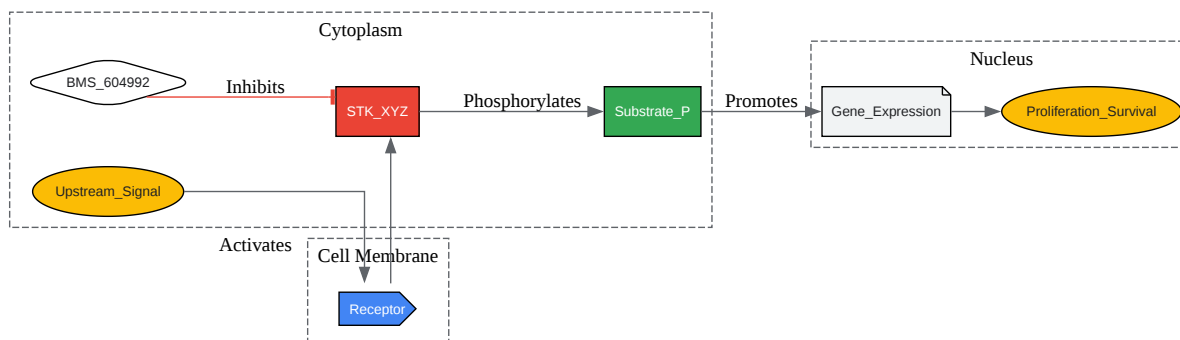 Cytoplasm
Nucleus
BMS_604992
Inhibits
STK_XYZ
Phosphorylates
Substrate_P
Promotes
Gene_Expression
Proliferation_Survival
Upstream_Signal
Activates
Cell Membrane
Receptor